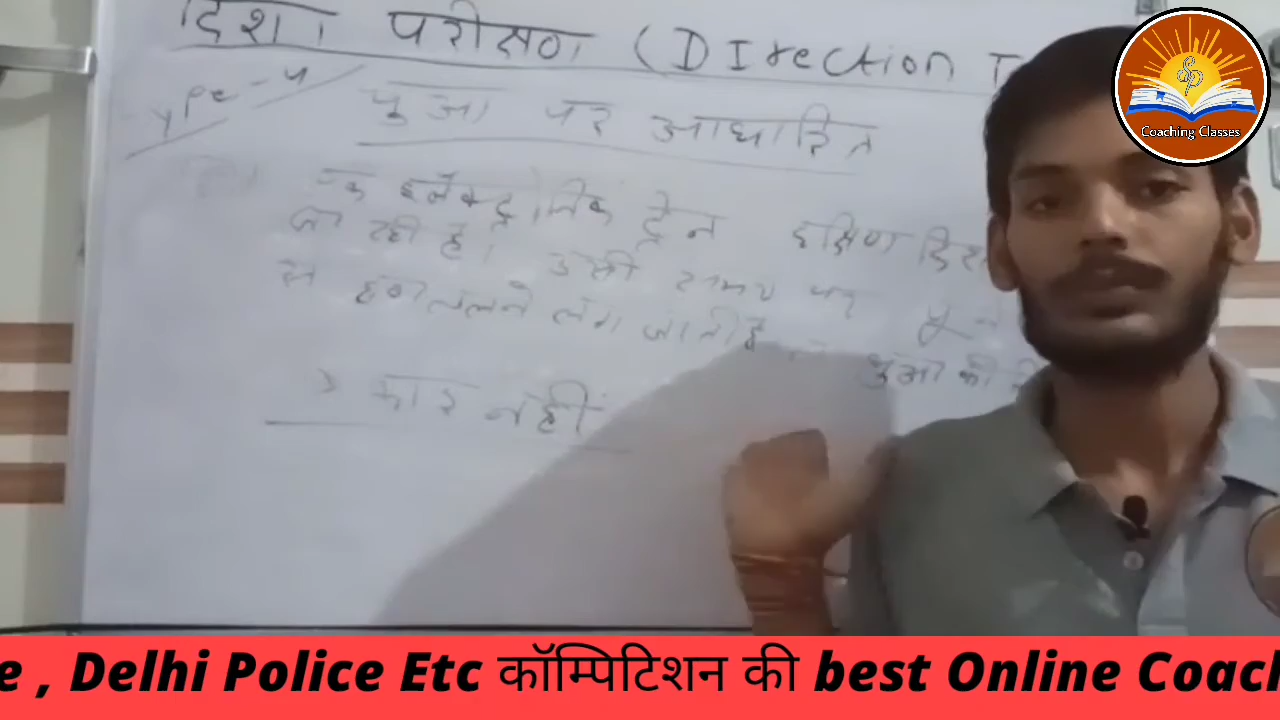 दिशा परीक्षण (DIrection T
ype-4
धुआ पर आधारित
एक इलेक्ट्रोनिक ट्रेन दक्षिण दिशा
जा रही है। उसी समय पर पू
से हवा चलने लग जाती है धुआ की
नहीं
Coaching Classes
e , Delhi Police Etc कॉम्पिटिशन की best Online Coach